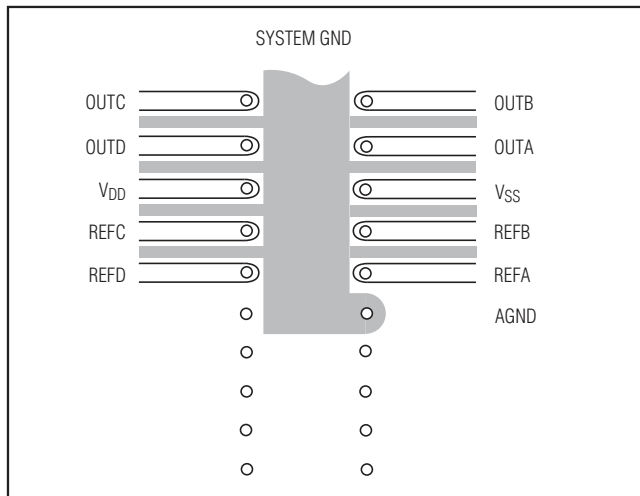 SYSTEM GND
OUTC OUTB
OUTD OUTA
VDD VSS
REFC REFB
REFD REFA
AGND